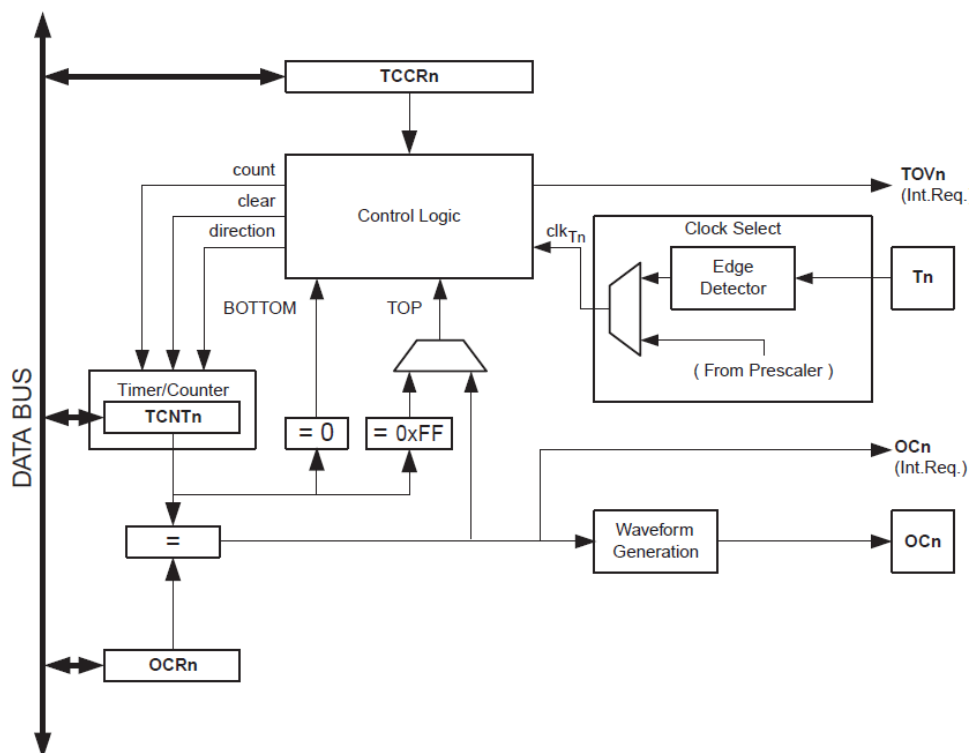 TCCRn
count
clear
direction
Control Logic
TOVn
(Int.Req.
clkTn
Clock Select
Edge
Detector
Tn
BOTTOM
TOP
( From Prescaler )
Timer/Counter
TCNTn
= 0
= 0xFF
DATA BUS
OCn
(Int.Req.)
=
Waveform
Generation
OCn
OCRn